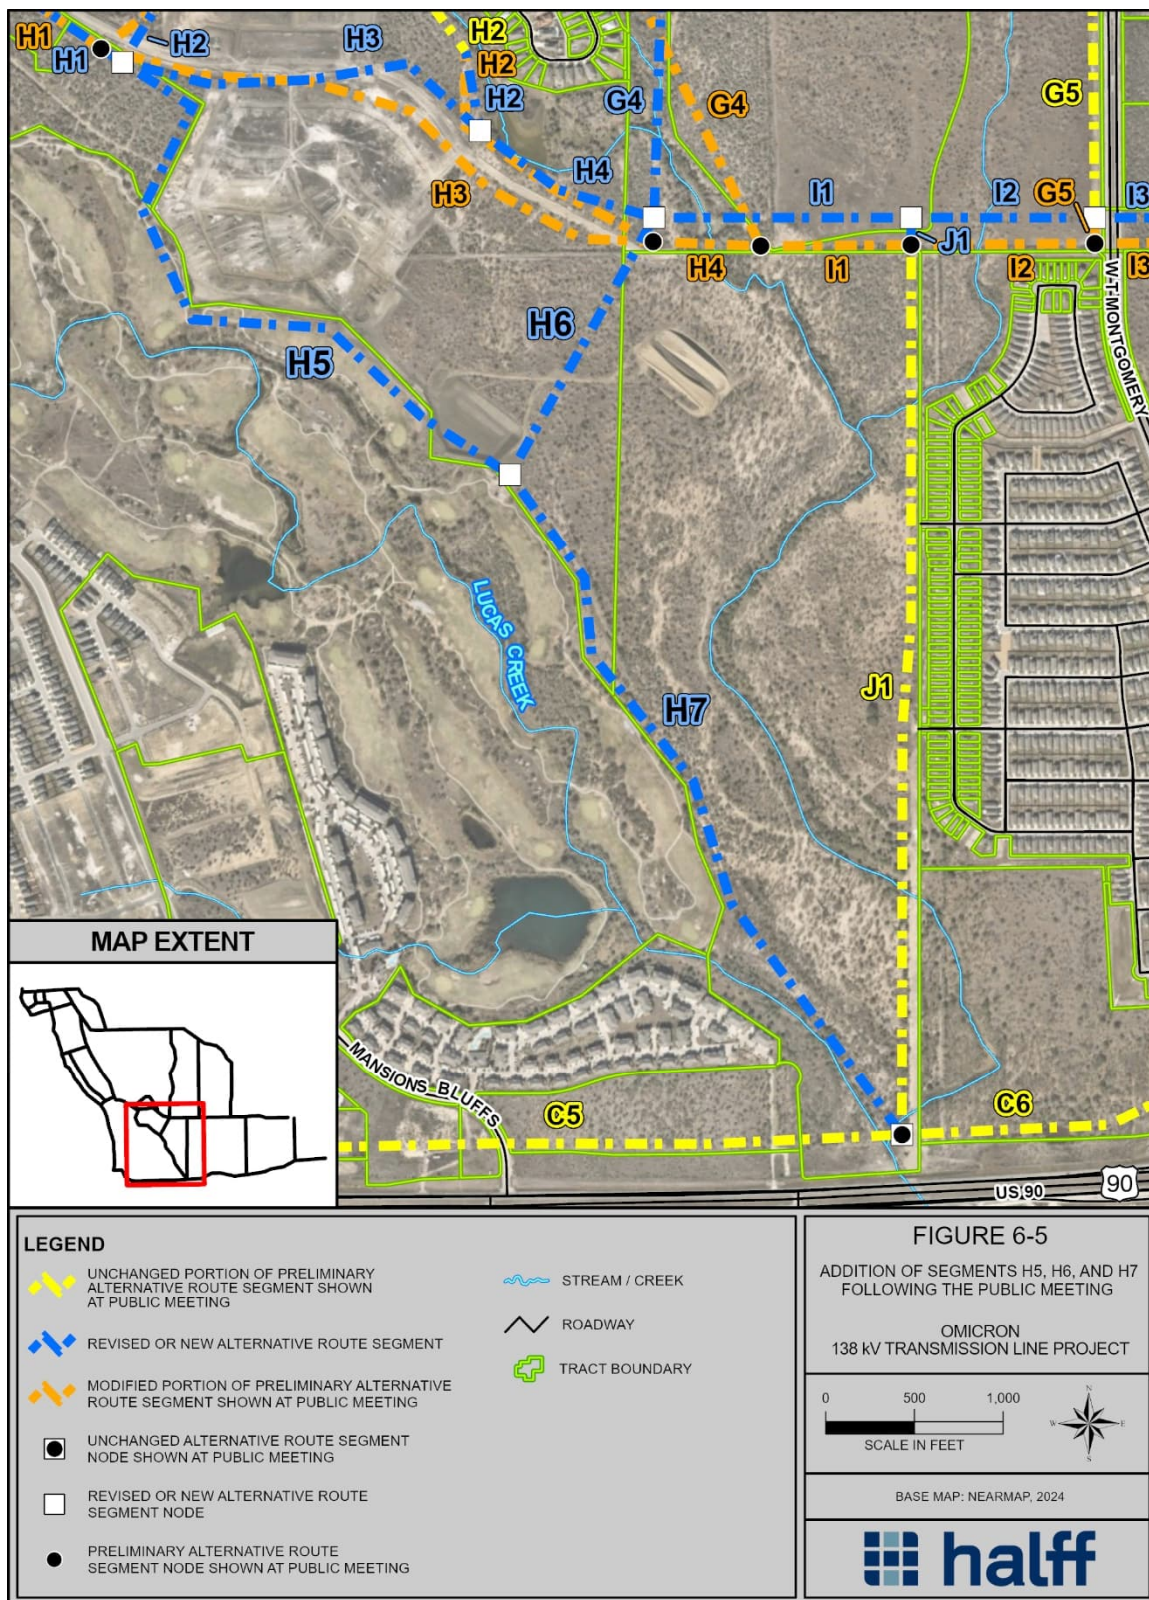 H1
H1
H2
H3
H2
H2
H2
G4
G4
G5
H3
H4
I1
I2
G5
I3
J1
H4
I1
I2
I3
W-T-MONTGOMERY
H6
H5
LUCAS CREEK
H7
J1
MANSIONS_BLUFFS
C5
C6
US 90
90
MAP EXTENT
LEGEND
UNCHANGED PORTION OF PRELIMINARY
ALTERNATIVE ROUTE SEGMENT SHOWN
AT PUBLIC MEETING
REVISED OR NEW ALTERNATIVE ROUTE SEGMENT
MODIFIED PORTION OF PRELIMINARY ALTERNATIVE
ROUTE SEGMENT SHOWN AT PUBLIC MEETING
UNCHANGED ALTERNATIVE ROUTE SEGMENT
NODE SHOWN AT PUBLIC MEETING
REVISED OR NEW ALTERNATIVE ROUTE
SEGMENT NODE
PRELIMINARY ALTERNATIVE ROUTE
SEGMENT NODE SHOWN AT PUBLIC MEETING
STREAM / CREEK
ROADWAY
TRACT BOUNDARY
FIGURE 6-5
ADDITION OF SEGMENTS H5, H6, AND H7
FOLLOWING THE PUBLIC MEETING
OMICRON
138 kV TRANSMISSION LINE PROJECT
0 500 1,000
SCALE IN FEET
N
W E
S
BASE MAP: NEARMAP, 2024
halff